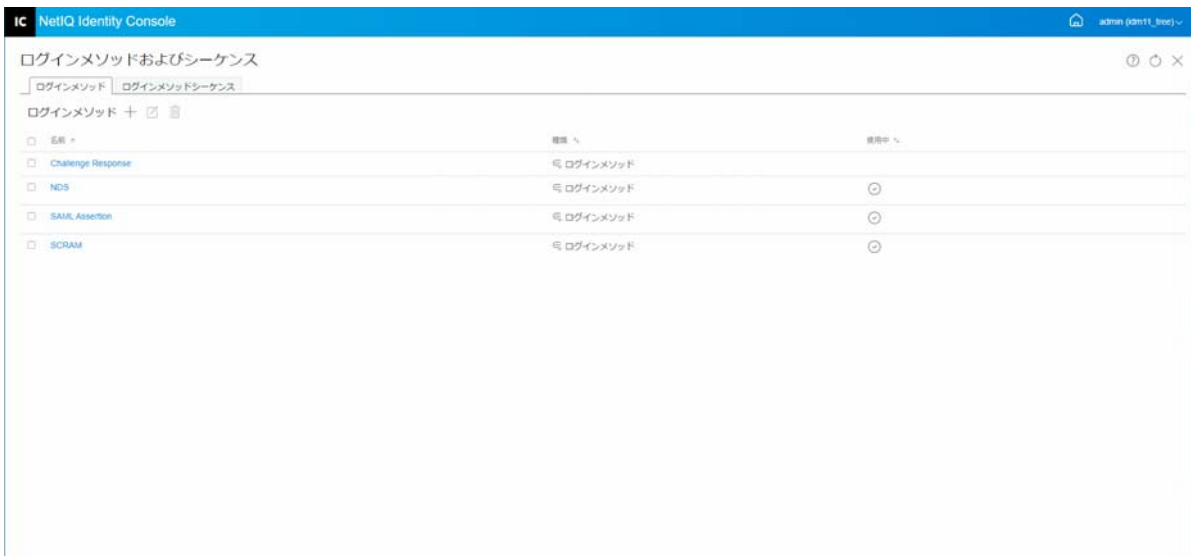 IC NetIQ Identity Console
admin (idm11_tree)
ログインメソッドおよびシーケンス
ログインメソッド ログインメソッドシーケンス
ログインメソッド
名前 種類 使用中
Challenge Response ログインメソッド
NDS ログインメソッド
SAML Assertion ログインメソッド
SCRAM ログインメソッド